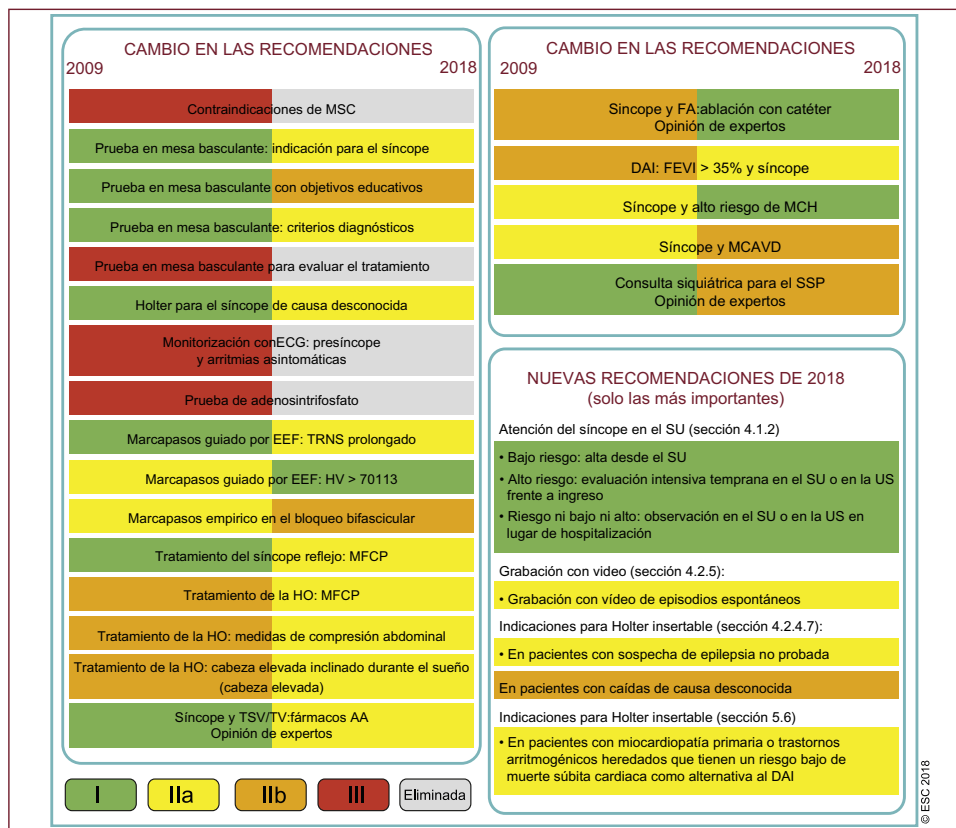 CAMBIO EN LAS RECOMENDACIONES
2009 2018
Contraindicaciones de MSC
Prueba en mesa basculante: indicación para el síncope
Prueba en mesa basculante con objetivos educativos
Prueba en mesa basculante: criterios diagnósticos
Prueba en mesa basculante para evaluar el tratamiento
Holter para el síncope de causa desconocida
Monitorización conECG: presíncope
y arritmias asintomáticas
Prueba de adenosintrifosfato
Marcapasos guiado por EEF: TRNS prolongado
Marcapasos guiado por EEF: HV > 70113
Marcapasos empirico en el bloqueo bifascicular
Tratamiento del síncope reflejo: MFCP
Tratamiento de la HO: MFCP
Tratamiento de la HO: medidas de compresión abdominal
Tratamiento de la HO: cabeza elevada inclinado durante el sueño
(cabeza elevada)
Síncope y TSV/TV:fármacos AA
Opinión de expertos
I IIa IIb III Eliminada
CAMBIO EN LAS RECOMENDACIONES
2009 2018
Sincope y FA:ablación con catéter
Opinión de expertos
DAI: FEVI > 35% y síncope
Síncope y alto riesgo de MCH
Síncope y MCAVD
Consulta siquiátrica para el SSP
Opinión de expertos
NUEVAS RECOMENDACIONES DE 2018
(solo las más importantes)
Atención del síncope en el SU (sección 4.1.2)
• Bajo riesgo: alta desde el SU
• Alto riesgo: evaluación intensiva temprana en el SU o en la US
frente a ingreso
• Riesgo ni bajo ni alto: observación en el SU o en la US en
lugar de hospitalización
Grabación con video (sección 4.2.5):
• Grabación con vídeo de episodios espontáneos
Indicaciones para Holter insertable (sección 4.2.4.7):
• En pacientes con sospecha de epilepsia no probada
En pacientes con caídas de causa desconocida
Indicaciones para Holter insertable (sección 5.6)
• En pacientes con miocardiopatía primaria o trastornos
arritmogénicos heredados que tienen un riesgo bajo de
muerte súbita cardiaca como alternativa al DAI
© ESC 2018